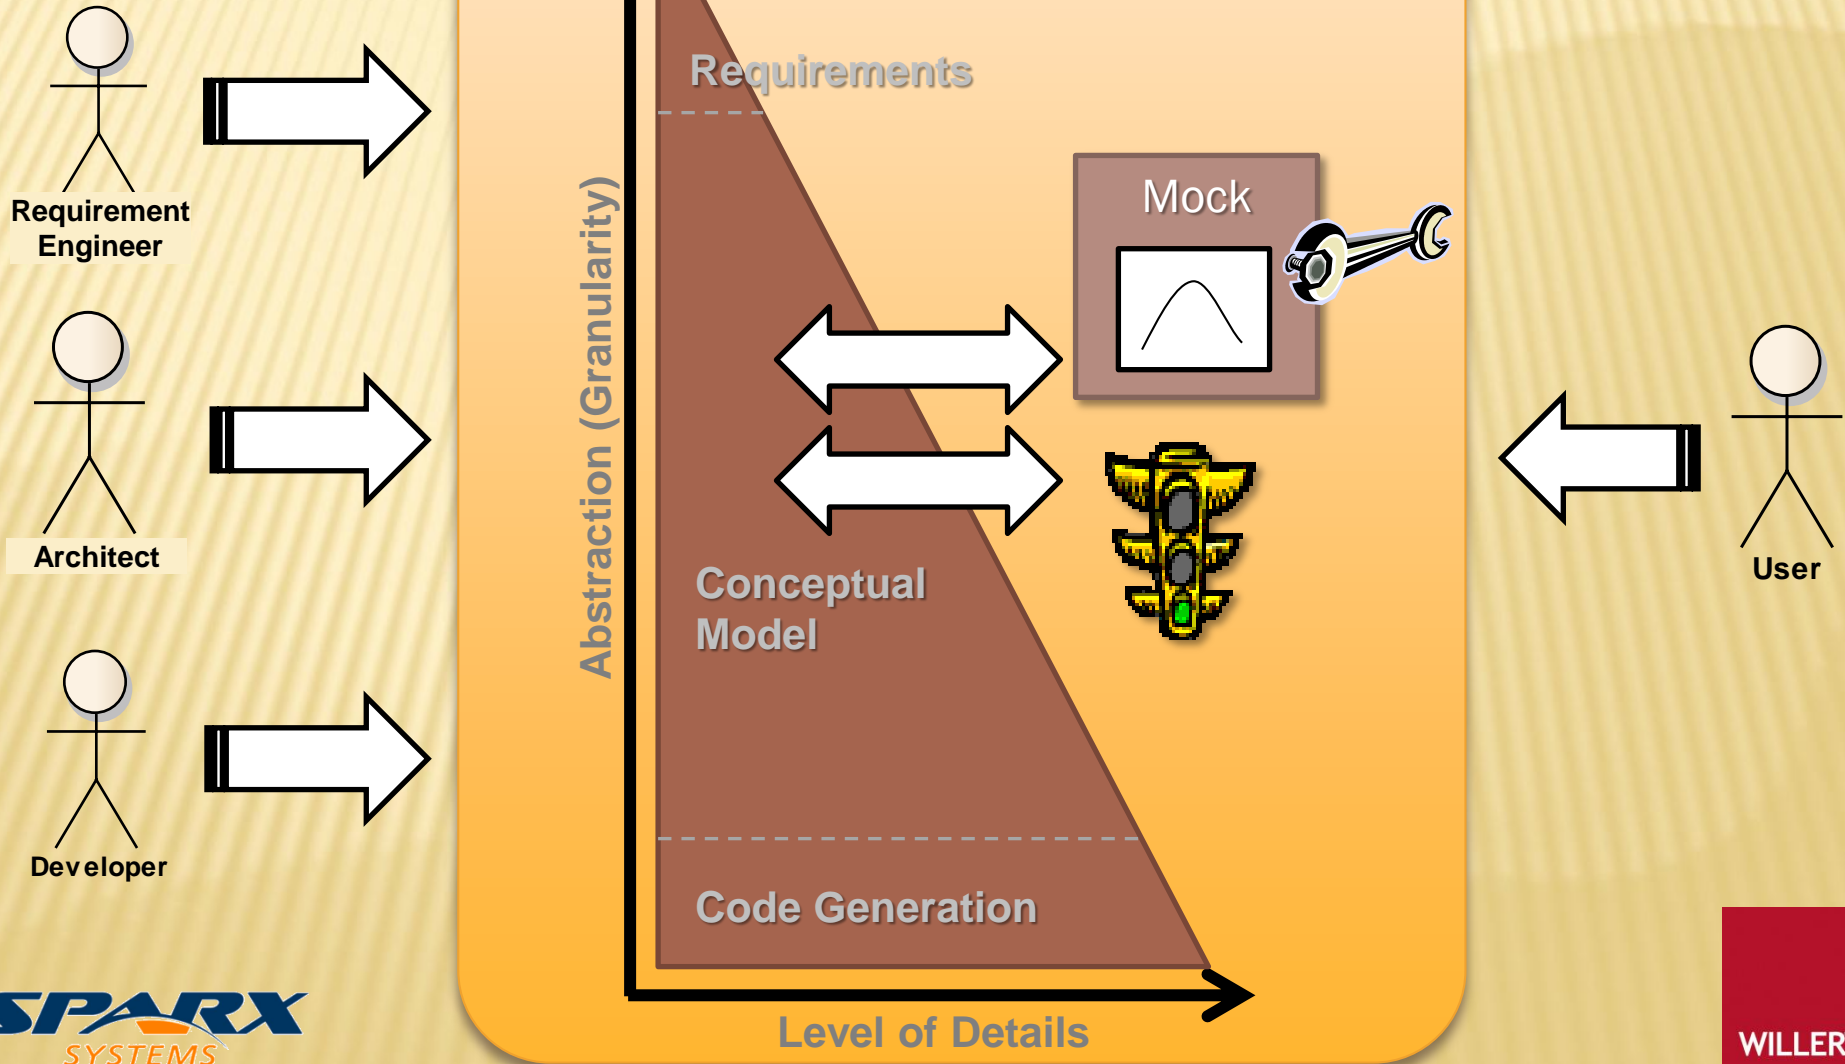 Requirements
Mock
Requirement
Engineer
Abstraction (Granularity)
Architect
User
Conceptual
Model
Developer
Code Generation
Level of Details
SPARX
SYSTEMS
WILLER